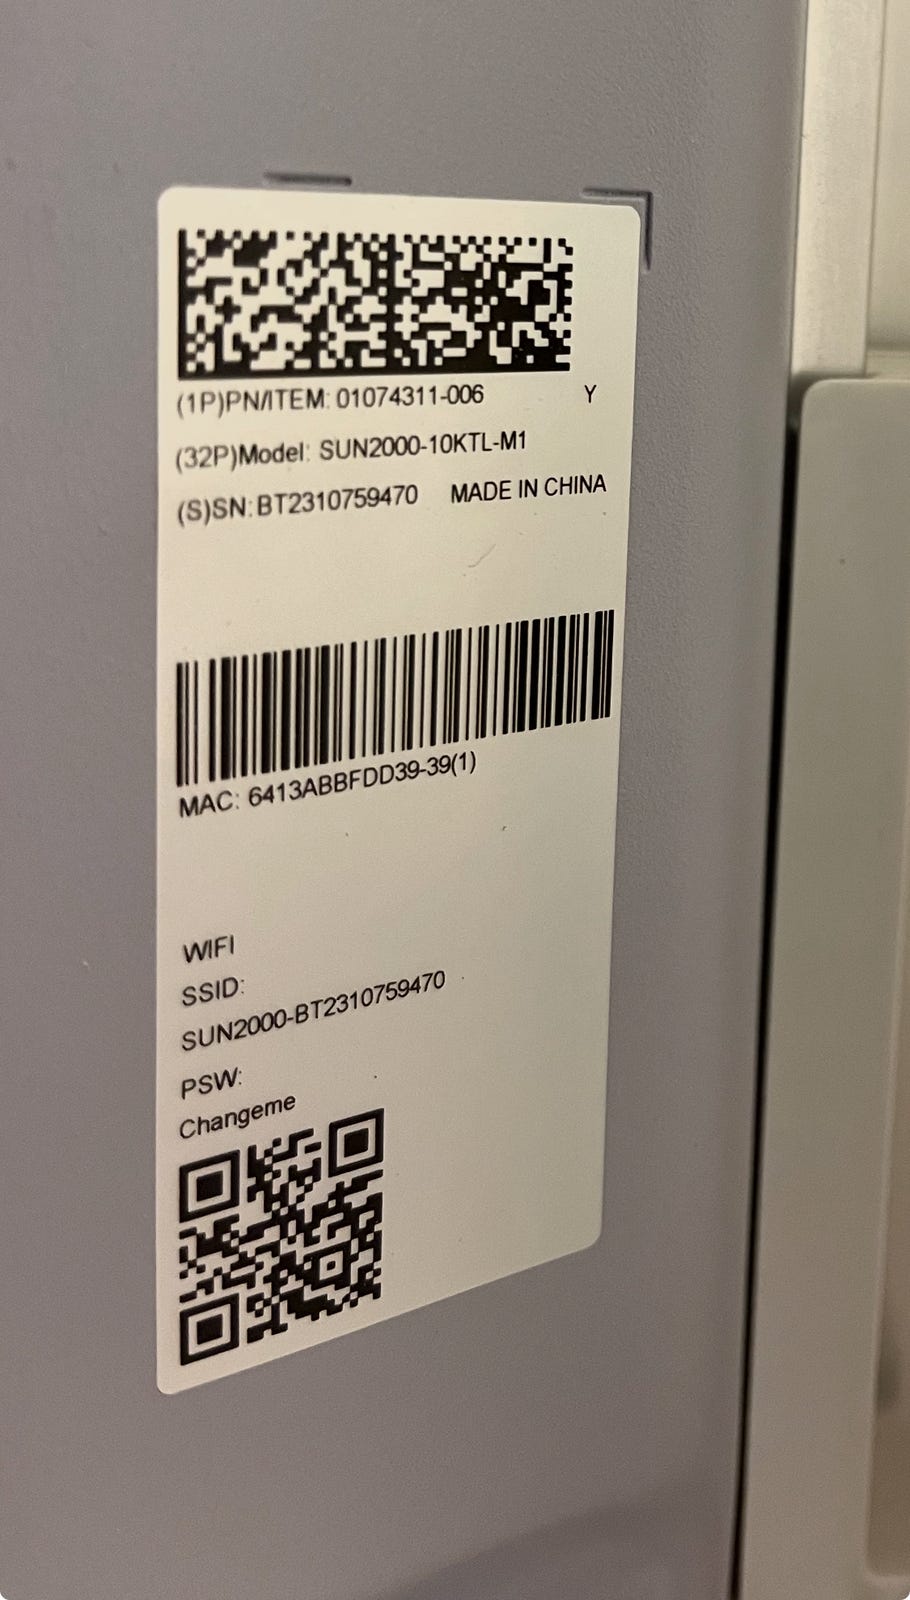 (1P)PN/ITEM: 01074311-006 Y
(32P)Model: SUN2000-10KTL-M1
(S)SN:BT2310759470 MADE IN CHINA
MAC: 6413ABBFDD39-39(1)
WIFI
SSID:
SUN2000-BT2310759470
PSW:
Changeme